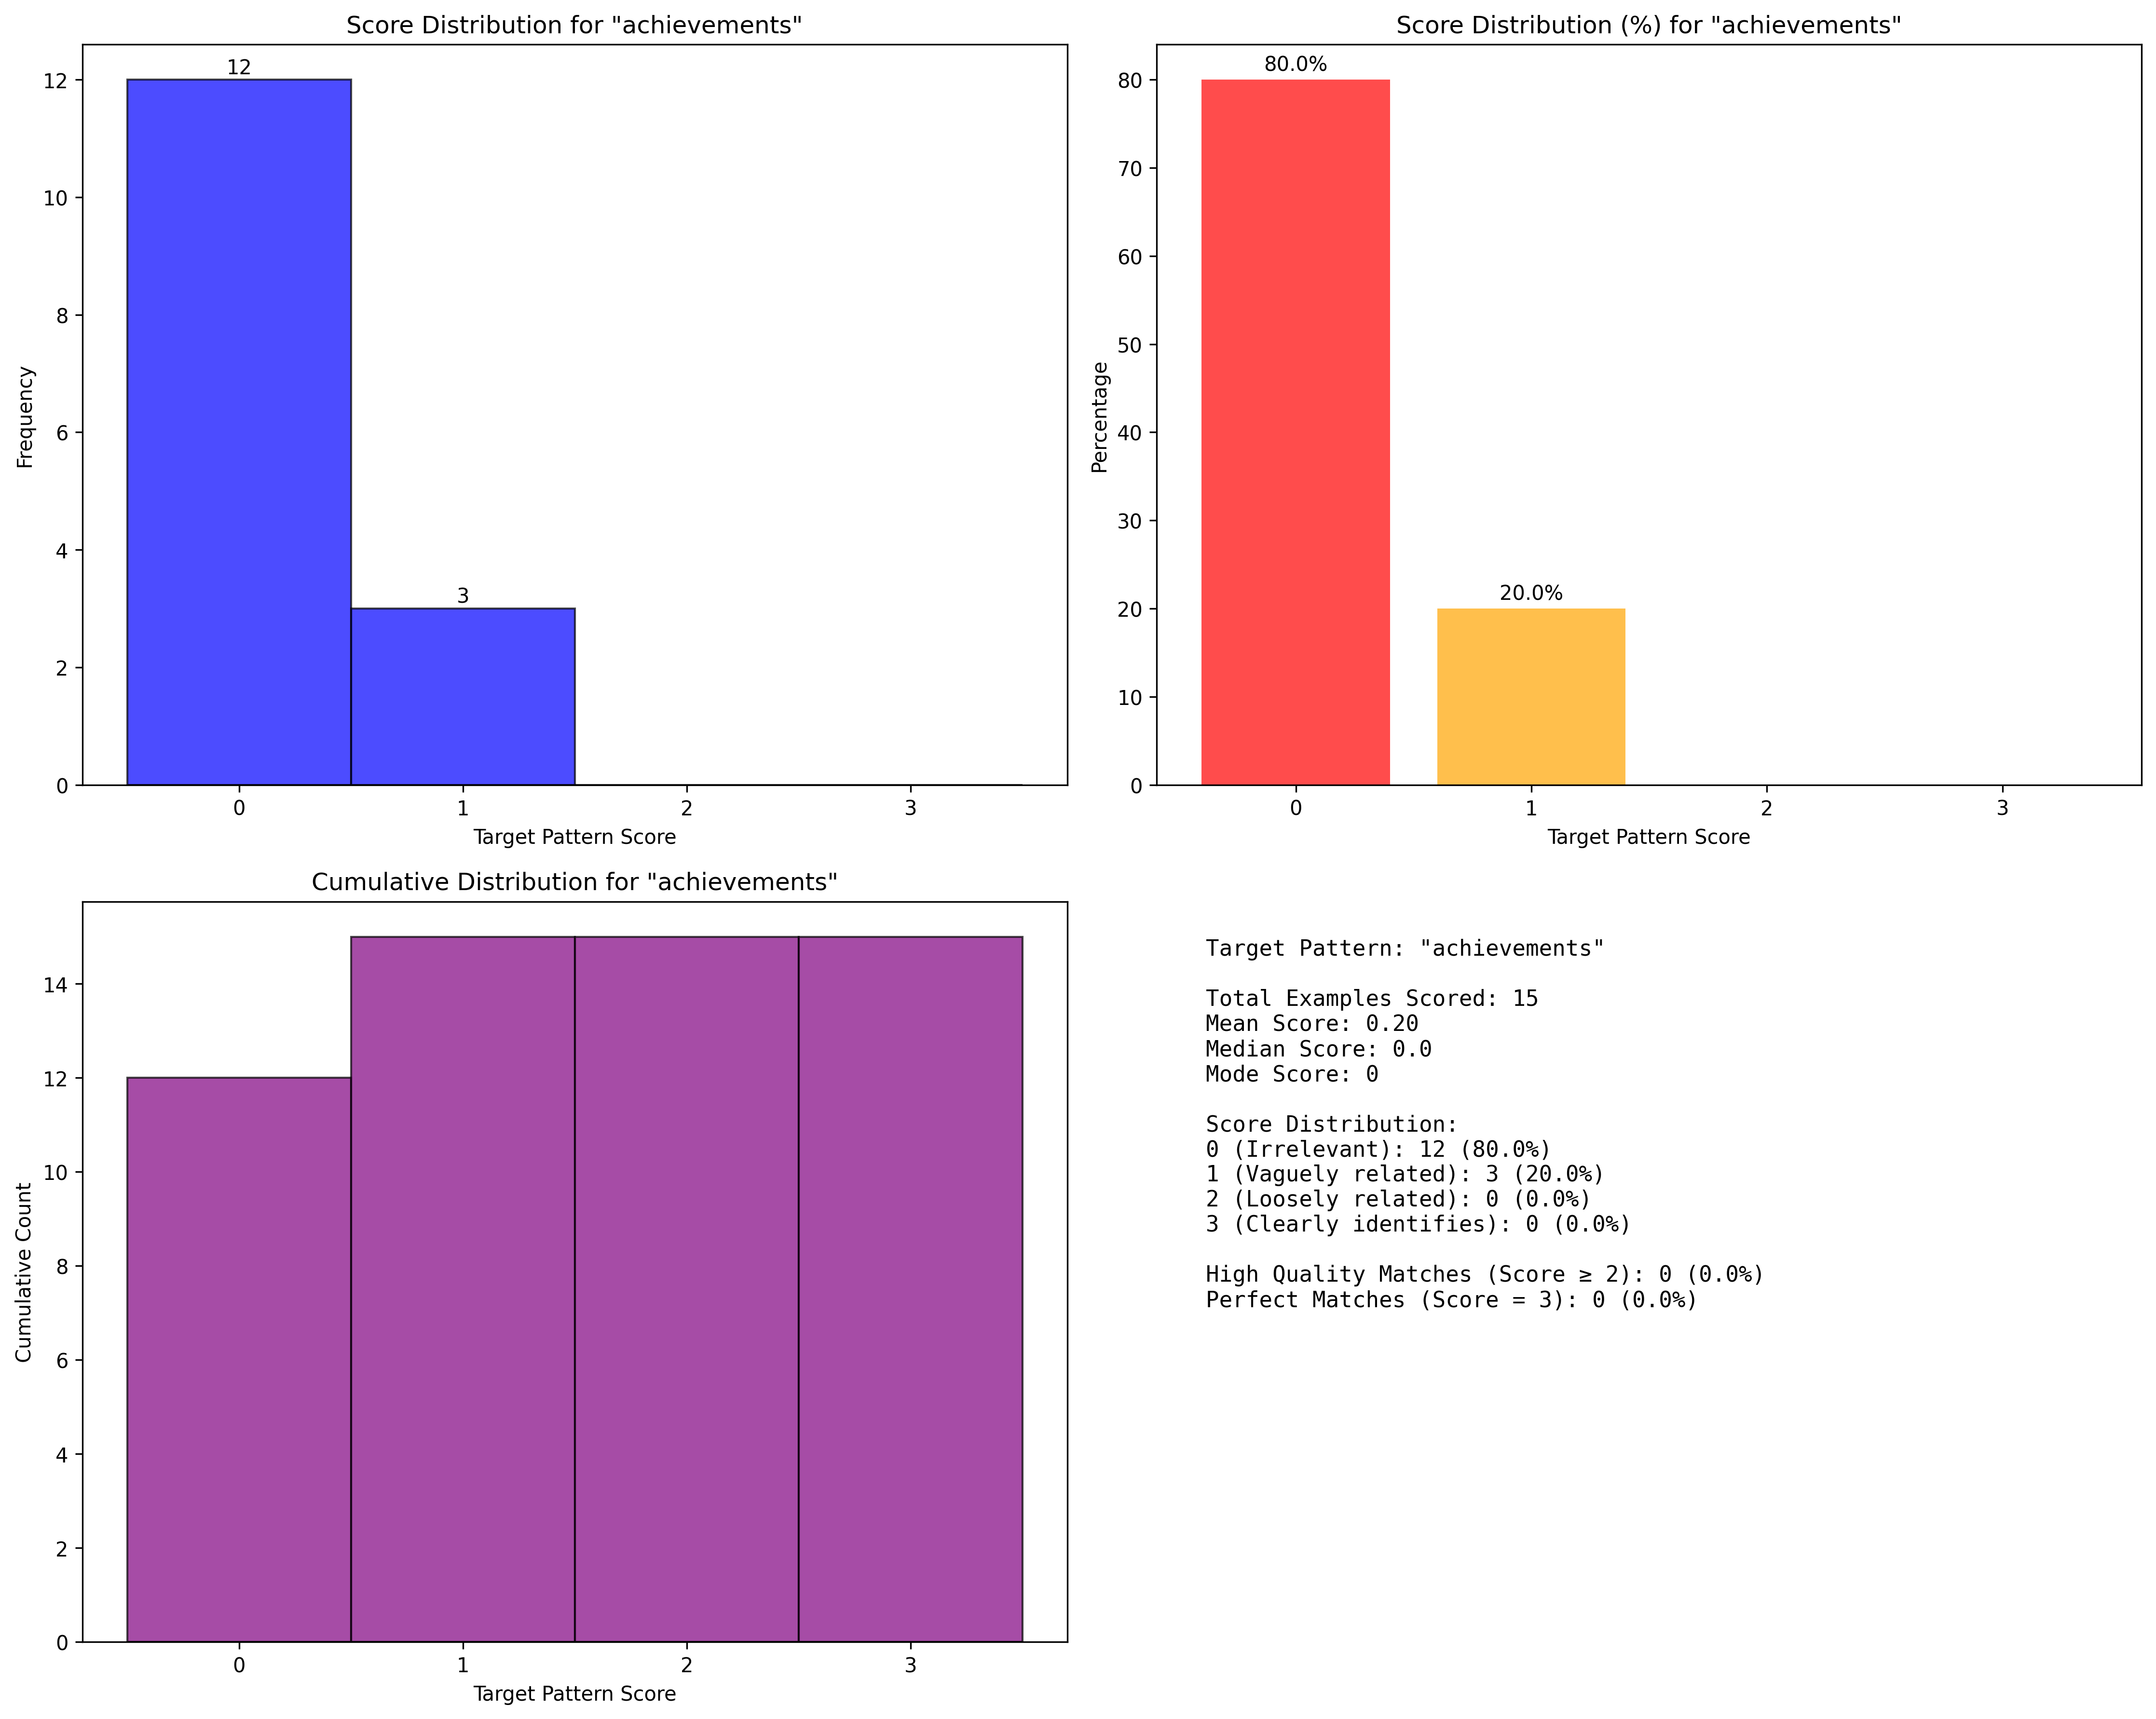 Score Distribution for "achievements"
12
3
12
10
8
6
4
2
0
Frequency
0 1 2 3
Target Pattern Score
Score Distribution (%) for "achievements"
80.0%
20.0%
80
70
60
50
40
30
20
10
0
Percentage
0 1 2 3
Target Pattern Score
Cumulative Distribution for "achievements"
14
12
10
8
6
4
2
0
Cumulative Count
0 1 2 3
Target Pattern Score
Target Pattern: "achievements"
Total Examples Scored: 15
Mean Score: 0.20
Median Score: 0.0
Mode Score: 0
Score Distribution:
0 (Irrelevant): 12 (80.0%)
1 (Vaguely related): 3 (20.0%)
2 (Loosely related): 0 (0.0%)
3 (Clearly identifies): 0 (0.0%)
High Quality Matches (Score ≥ 2): 0 (0.0%)
Perfect Matches (Score = 3): 0 (0.0%)